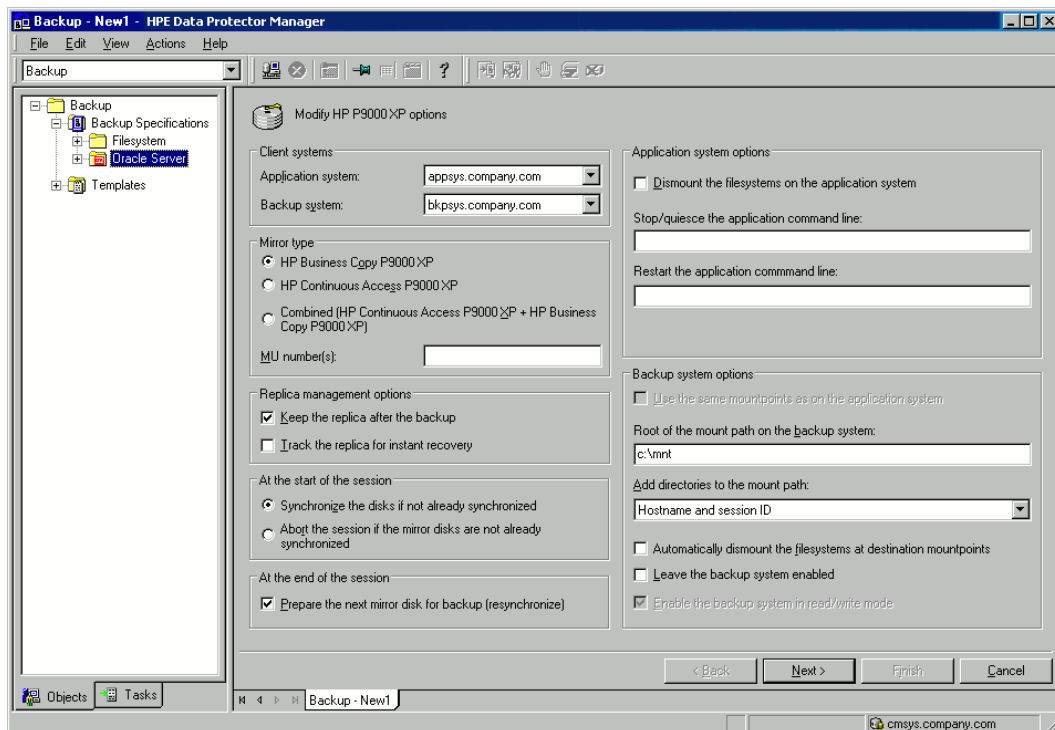 Backup - New1 - HPE Data Protector Manager
File Edit View Actions Help
Backup
?
Backup
Backup Specifications
Filesystem
Oracle Server
Templates
Objects Tasks
Modify HP P9000 XP options
Client systems
Application system: appsys.company.com
Backup system: bkpsys.company.com
Mirror type
HP Business Copy P9000 XP
HP Continuous Access P9000 XP
Combined (HP Continuous Access P9000 XP + HP Business
Copy P9000 XP)
MU number(s):
Replica management options
Keep the replica after the backup
Track the replica for instant recovery
At the start of the session
Synchronize the disks if not already synchronized
Abort the session if the mirror disks are not already
synchronized
At the end of the session
Prepare the next mirror disk for backup (resynchronize)
Application system options
Dismount the filesystems on the application system
Stop/quiesce the application command line:
Restart the application commmand line:
Backup system options
Use the same mountpoints as on the application system
Root of the mount path on the backup system:
c:\mnt
Add directories to the mount path:
Hostname and session ID
Automatically dismount the filesystems at destination mountpoints
Leave the backup system enabled
Enable the backup system in read/write mode
< Back Next > Finish Cancel
Backup - New1
cmsys.company.com